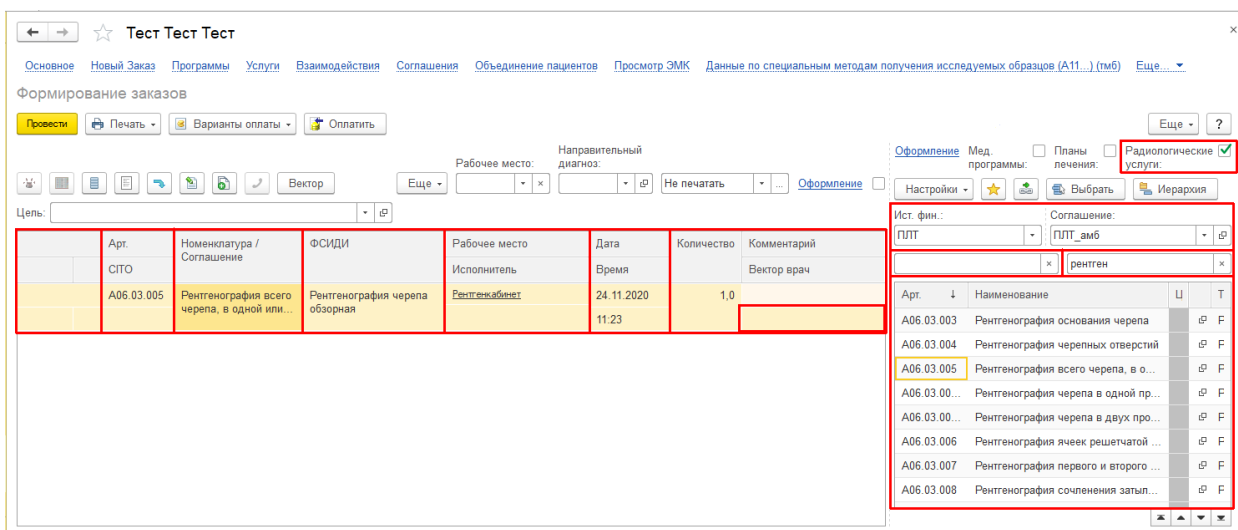 Тест Тест Тест
Основное Новый Заказ Программы Услуги Взаимодействия Соглашения Объединение пациентов Просмотр ЭМК Данные по специальным методам получения исследуемых образцов (А11...) (тмб) Еще...
Формирование заказов
Провести Печать Варианты оплаты Оплатить Еще ?
Рабочее место: Направительный диагноз: Не печатать Оформление
Вектор Еще
Цель:
Арт. Номенклатура / Соглашение ФСИДИ Рабочее место Дата Количество Комментарий
CITO Исполнитель Время Вектор врач
A06.03.005 Рентгенография всего черепа, в одной или... Рентгенография черепа обзорная Рентгенкабинет 24.11.2020 1,0
11:23
Оформление Мед. программы: Планы лечения: Радиологические услуги:
Настройки Выбрать Иерархия
Ист. фин.: Соглашение:
ПЛТ ПЛТ_амб
рентген
Арт. ↓ Наименование Ц Т
A06.03.003 Рентгенография основания черепа F
A06.03.004 Рентгенография черепных отверстий F
A06.03.005 Рентгенография всего черепа, в о... F
A06.03.00... Рентгенография черепа в одной пр... F
A06.03.00... Рентгенография черепа в двух про... F
A06.03.006 Рентгенография ячеек решетчатой ... F
A06.03.007 Рентгенография первого и второго ... F
A06.03.008 Рентгенография сочленения затыл... F